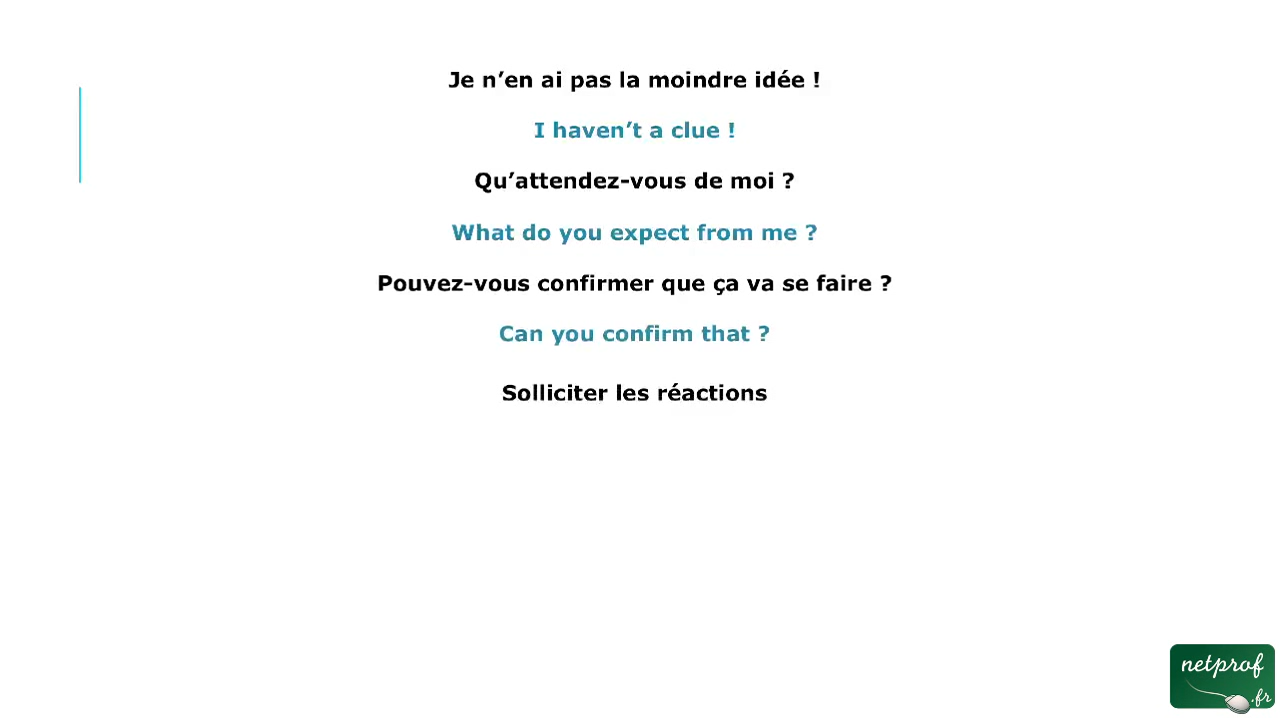 Je n’en ai pas la moindre idée !
I haven’t a clue !
Qu’attendez-vous de moi ?
What do you expect from me ?
Pouvez-vous confirmer que ça va se faire ?
Can you confirm that ?
Solliciter les réactions
netprof
.fr